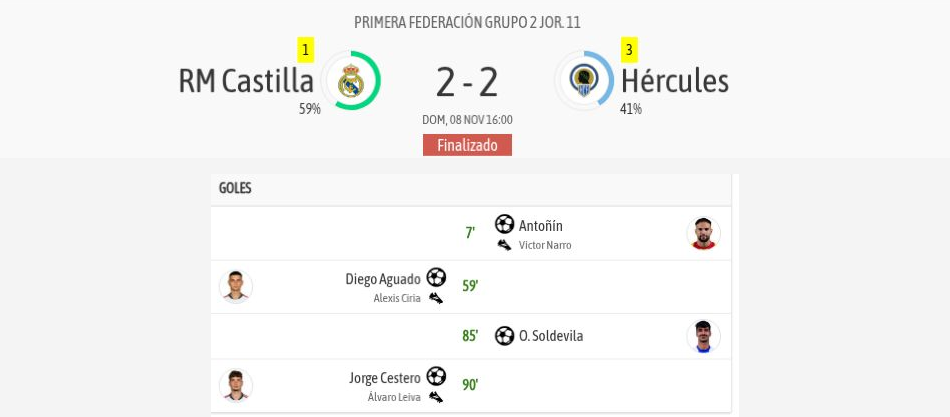 PRIMERA FEDERACIÓN GRUPO 2 JOR. 11
1
3
RM Castilla
2 - 2
Hércules
59%
41%
DOM, 08 NOV 16:00
Finalizado
GOLES
7'
Antoñín
Víctor Narro
Diego Aguado
59'
Alexis Ciria
85'
O. Soldevila
Jorge Cestero
90'
Álvaro Leiva